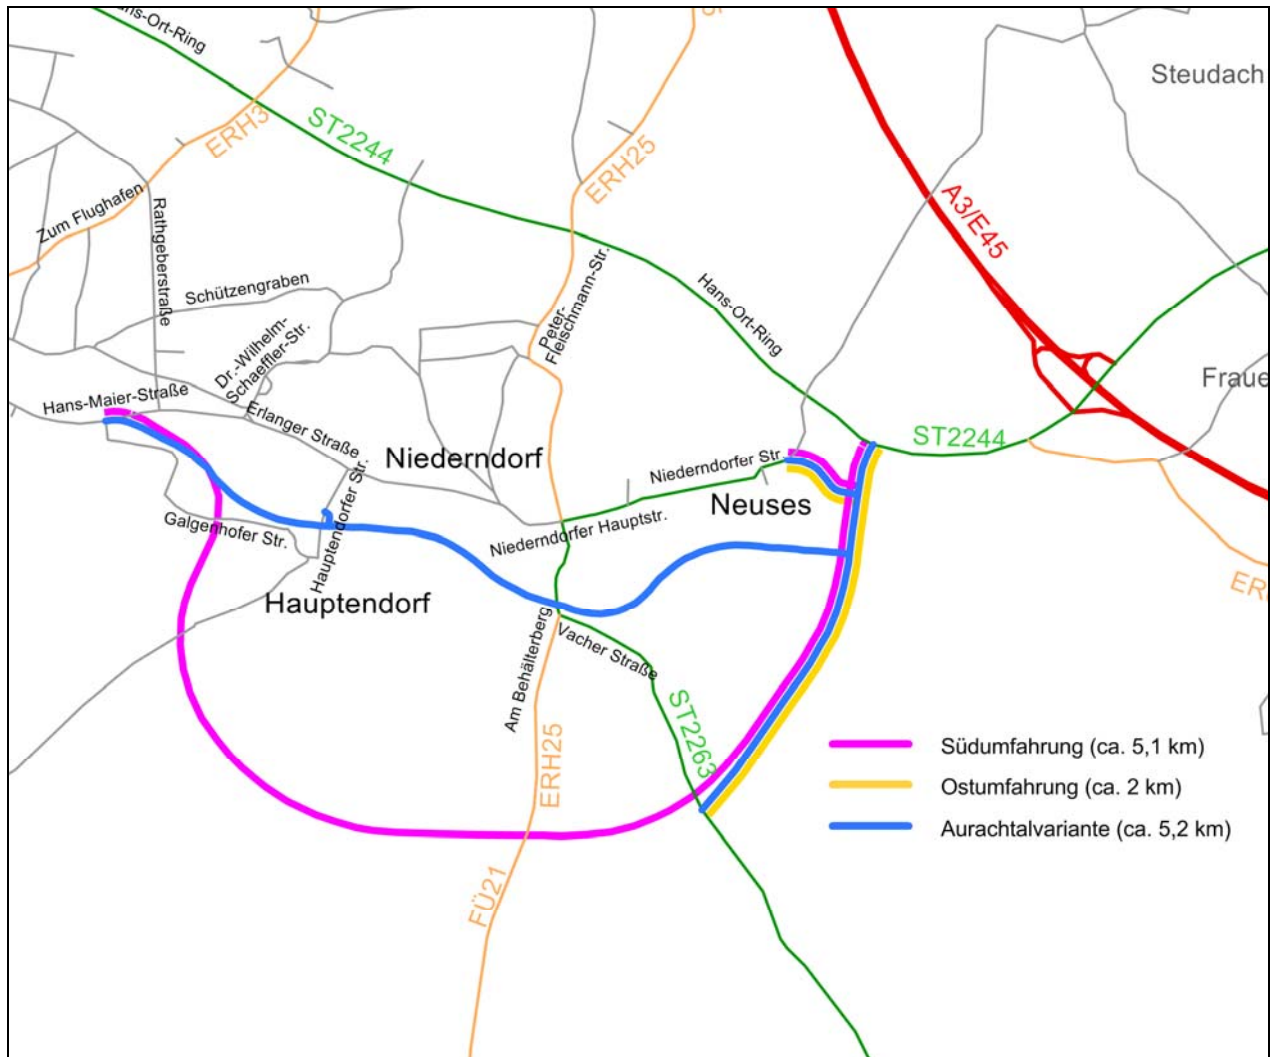 ns-Ort-Ring
Steudach
ERH3
ST2244
ERH25
Zum Flughafen
Rathgeberstraße
A3/E45
Schützengraben
Hans-Ort-Ring
Peter-
Fleischmann-Str.
Dr.-Wilhelm-
Schaeffler-Str.
Fraue
Hans-Maier-Straße
Erlanger Straße
ST2244
Niederndorf
Niederndorfer Str.
Neuses
Galgenhofer Str.
Hauptendorfer Str.
Niederndorfer Hauptstr.
ER
Hauptendorf
Am Behälterberg
Vacher Straße
ST2263
ERH25
Südumfahrung (ca. 5,1 km)
Ostumfahrung (ca. 2 km)
Aurachtalvariante (ca. 5,2 km)
FÜ21